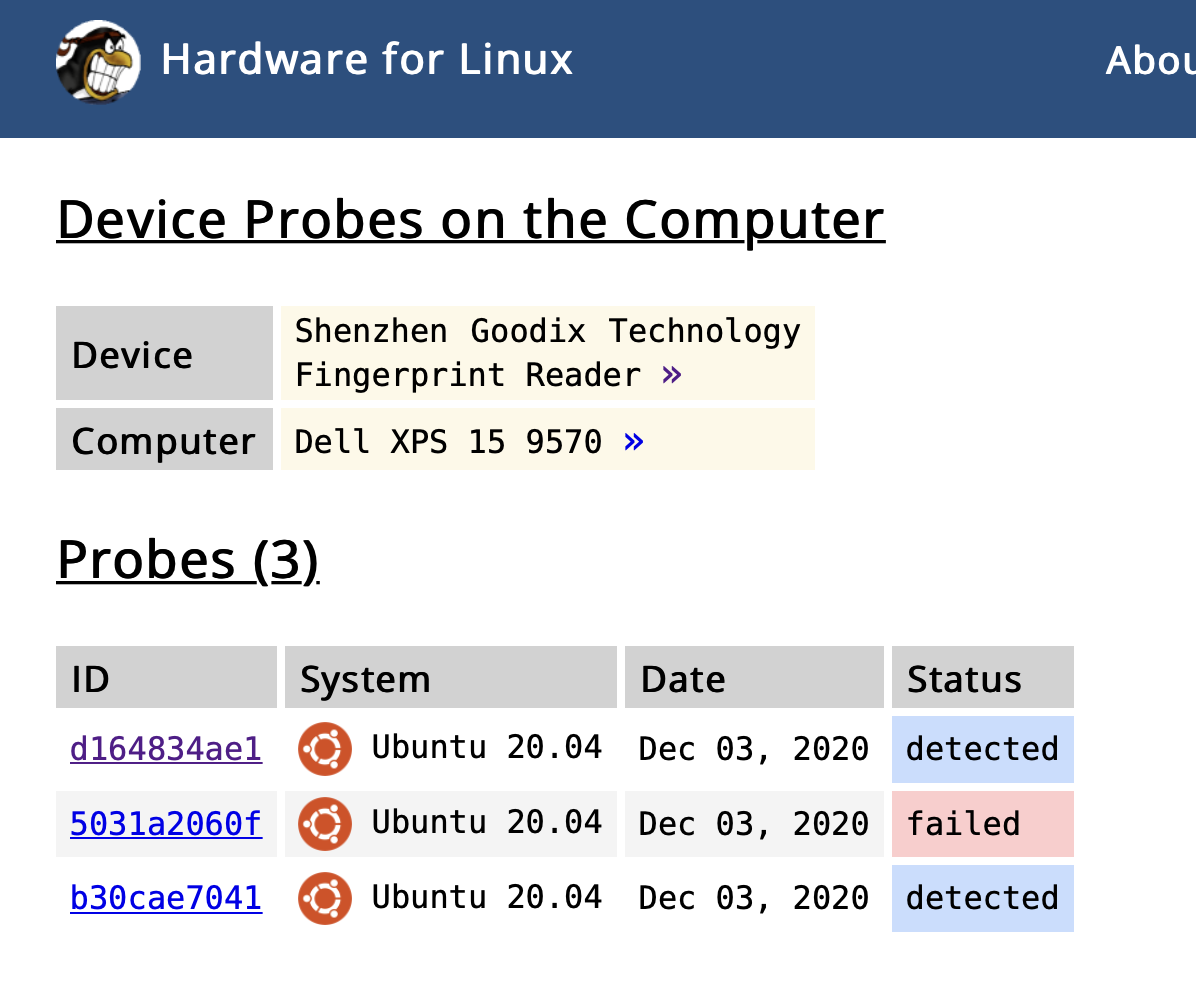 Hardware for Linux
Device Probes on the Computer
Device
Shenzhen Goodix Technology
Fingerprint Reader »
Computer
Dell XPS 15 9570 »
Probes (3)
ID System Date Status
d164834ae1 Ubuntu 20.04 Dec 03, 2020 detected
5031a2060f Ubuntu 20.04 Dec 03, 2020 failed
b30cae7041 Ubuntu 20.04 Dec 03, 2020 detected